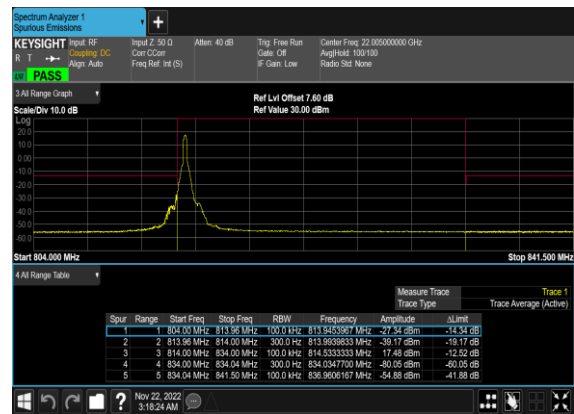 Spectrum Analyzer 1
Spurious Emissions
+
KEYSIGHT Input: RF Input Z: 50 Ω Atten: 40 dB Trig: Free Run Center Freq: 22.005000000 GHz
R T Coupling: DC Corr CCorr Gate: Off Avg|Hold: 100/100
Align: Auto Freq Ref: Int (S) IF Gain: Low Radio Std: None
PASS
3 All Range Graph
Ref Lvl Offset 7.60 dB
Scale/Div 10.0 dB Ref Value 30.00 dBm
Log
20.0
10.0
0.00
-10.0
-20.0
-30.0
-40.0
-50.0
-60.0
Start 804.000 MHz Stop 841.500 MHz
4 All Range Table
Measure Trace Trace 1
Trace Type Trace Average (Active)
Spur Range Start Freq Stop Freq RBW Frequency Amplitude ΔLimit
1 1 804.00 MHz 813.96 MHz 100.0 kHz 813.9453967 MHz -27.34 dBm -14.34 dB
2 2 813.96 MHz 814.00 MHz 300.0 Hz 813.9939833 MHz -39.17 dBm -19.17 dB
3 3 814.00 MHz 834.00 MHz 100.0 kHz 814.5333333 MHz 17.48 dBm -12.52 dB
4 4 834.00 MHz 834.04 MHz 300.0 Hz 834.0347700 MHz -80.05 dBm -60.05 dB
5 5 834.04 MHz 841.50 MHz 100.0 kHz 836.9606167 MHz -54.88 dBm -41.88 dB
? Nov 22, 2022
3:18:24 AM